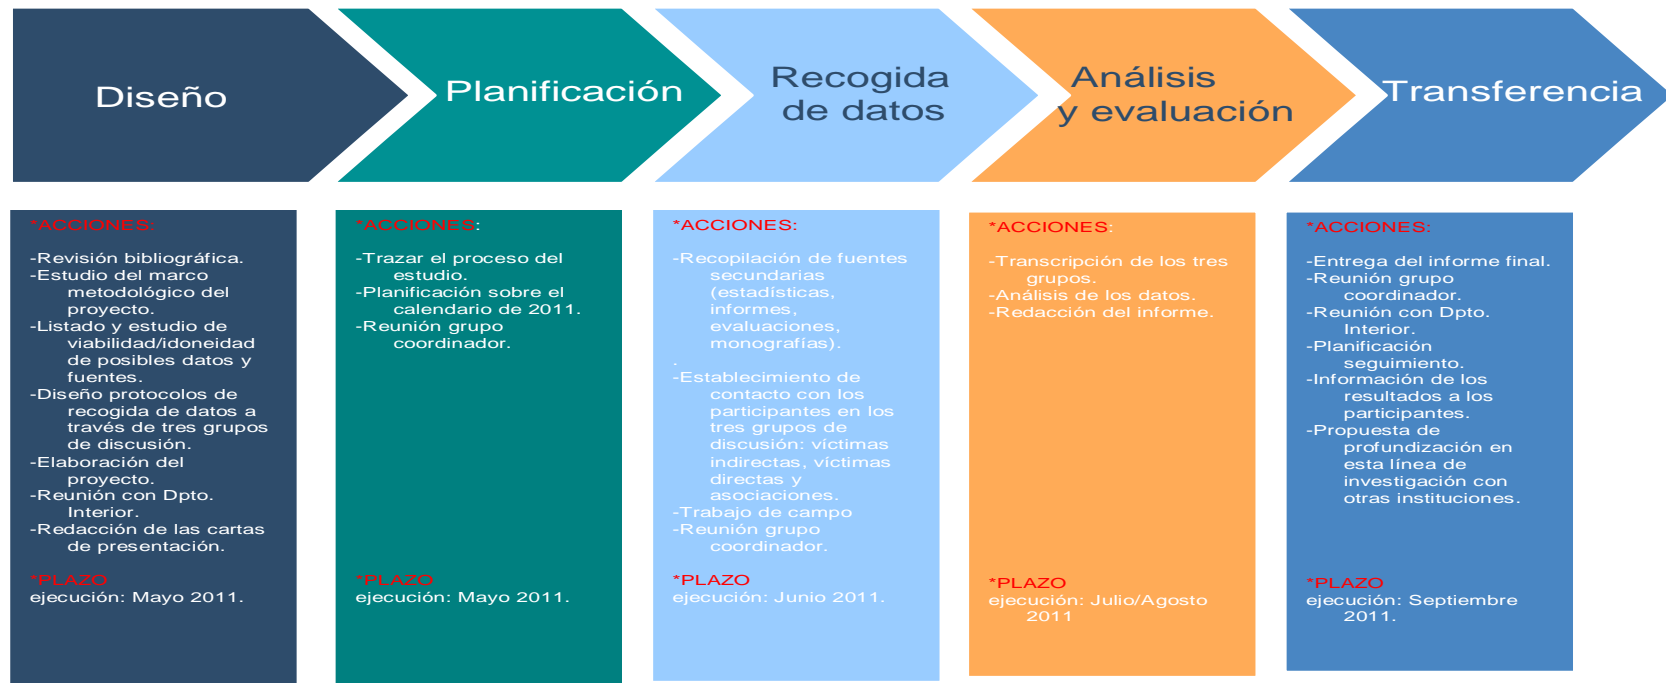 Diseño
Planificación
Recogida
de datos
Análisis
y evaluación
Transferencia
*ACCIONES:
-Revisión bibliográfica.
-Estudio del marco
metodológico del
proyecto.
-Listado y estudio de
viabilidad/idoneidad
de posibles datos y
fuentes.
-Diseño protocolos de
recogida de datos a
través de tres grupos
de discusión.
-Elaboración del
proyecto.
-Reunión con Dpto.
Interior.
-Redacción de las cartas
de presentación.
*PLAZO
ejecución: Mayo 2011.
*ACCIONES:
-Trazar el proceso del
estudio.
-Planificación sobre el
calendario de 2011.
-Reunión grupo
coordinador.
*PLAZO
ejecución: Mayo 2011.
*ACCIONES:
-Recopilación de fuentes
secundarias
(estadísticas,
informes,
evaluaciones,
monografías).
.
-Establecimiento de
contacto con los
participantes en los
tres grupos de
discusión: víctimas
indirectas, víctimas
directas y
asociaciones.
-Trabajo de campo
-Reunión grupo
coordinador.
*PLAZO
ejecución: Junio 2011.
*ACCIONES:
-Transcripción de los tres
grupos.
-Análisis de los datos.
-Redacción del informe.
*PLAZO
ejecución: Julio/Agosto
2011
*ACCIONES:
-Entrega del informe final.
-Reunión grupo
coordinador.
-Reunión con Dpto.
Interior.
-Planificación
seguimiento.
-Información de los
resultados a los
participantes.
-Propuesta de
profundización en
esta línea de
investigación con
otras instituciones.
*PLAZO
ejecución: Septiembre
2011.